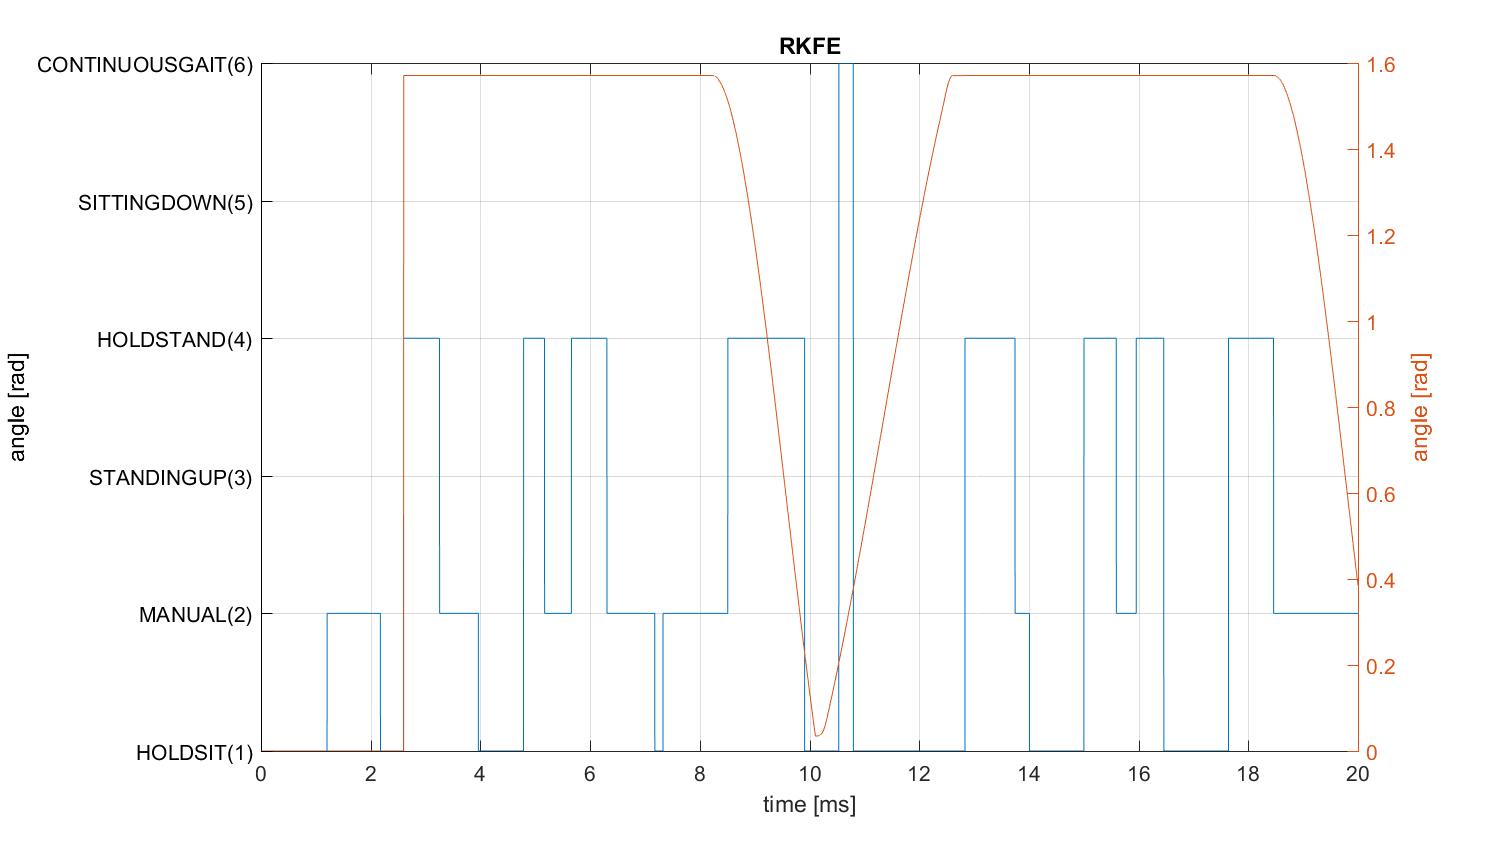 RKFE
CONTINUOUSGAIT(6)
SITTINGDOWN(5)
HOLDSTAND(4)
STANDINGUP(3)
MANUAL(2)
HOLDSIT(1)
angle [rad]
1.6
1.4
1.2
1
0.8
0.6
0.4
0.2
0
angle [rad]
0 2 4 6 8 10 12 14 16 18 20
time [ms]